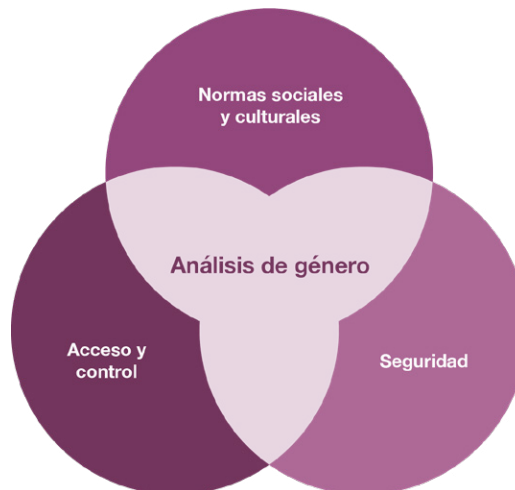 Normas sociales
y culturales
Análisis de género
Acceso y
control
Seguridad